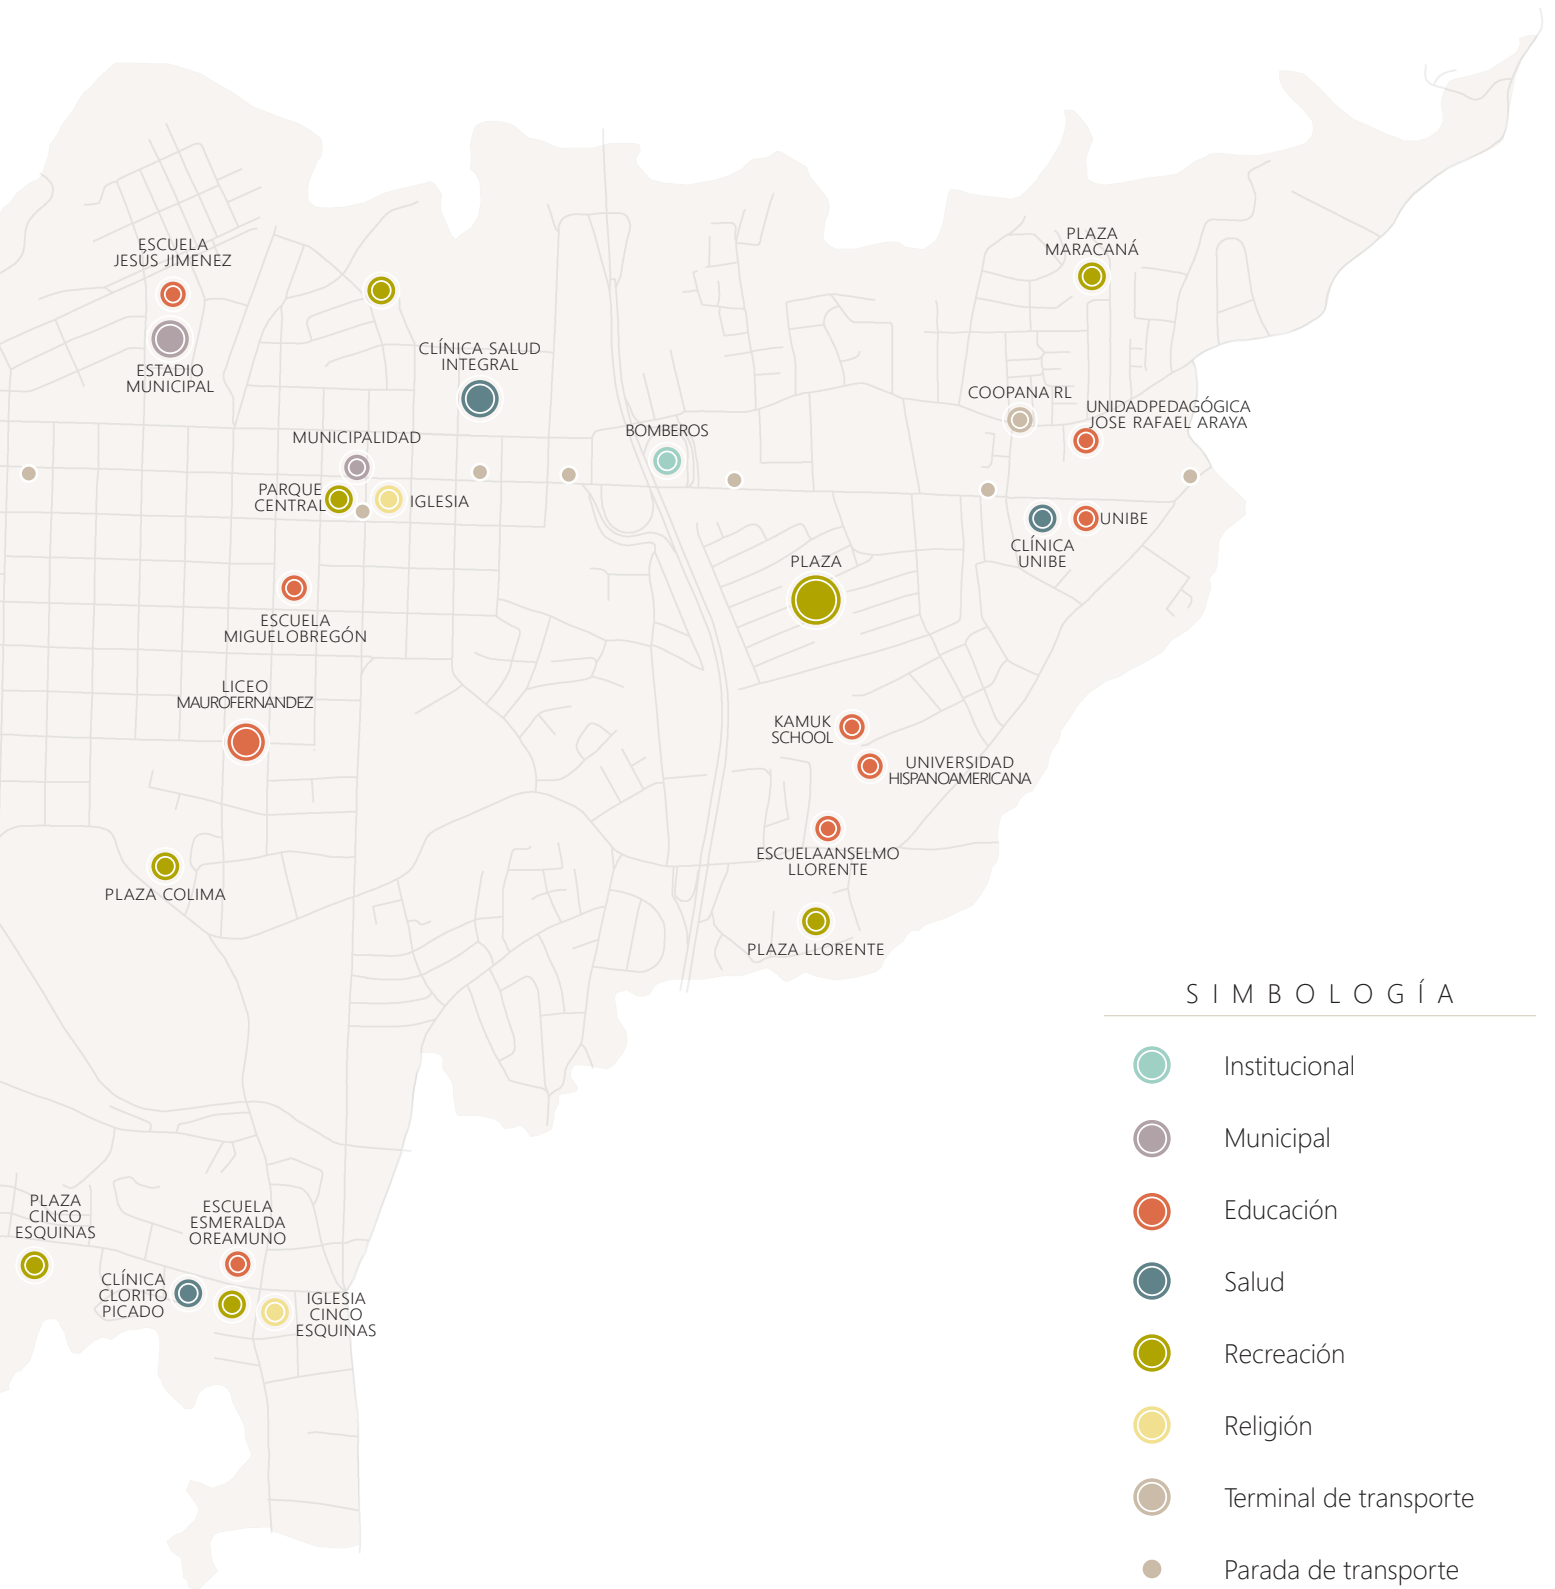 PLAZA
MARACANÁ
ESCUELA
JESÚS JIMENEZ
ESTADIO
MUNICIPAL
CLÍNICA SALUD
INTEGRAL
COOPANA RL
UNIDADPEDAGÓGICA
JOSE RAFAEL ARAYA
MUNICIPALIDAD
BOMBEROS
PARQUE
CENTRAL
IGLESIA
UNIBE
CLÍNICA
UNIBE
PLAZA
ESCUELA
MIGUELOBREGÓN
LICEO
MAUROFERNANDEZ
KAMUK
SCHOOL
UNIVERSIDAD
HISPANOAMERICANA
ESCUELAANSELMO
LLORENTE
PLAZA COLIMA
PLAZA LLORENTE
PLAZA
CINCO
ESQUINAS
ESCUELA
ESMERALDA
OREAMUNO
CLÍNICA
CLORITO
PICADO
IGLESIA
CINCO
ESQUINAS
SIMBOLOGÍA
Institucional
Municipal
Educación
Salud
Recreación
Religión
Terminal de transporte
Parada de transporte